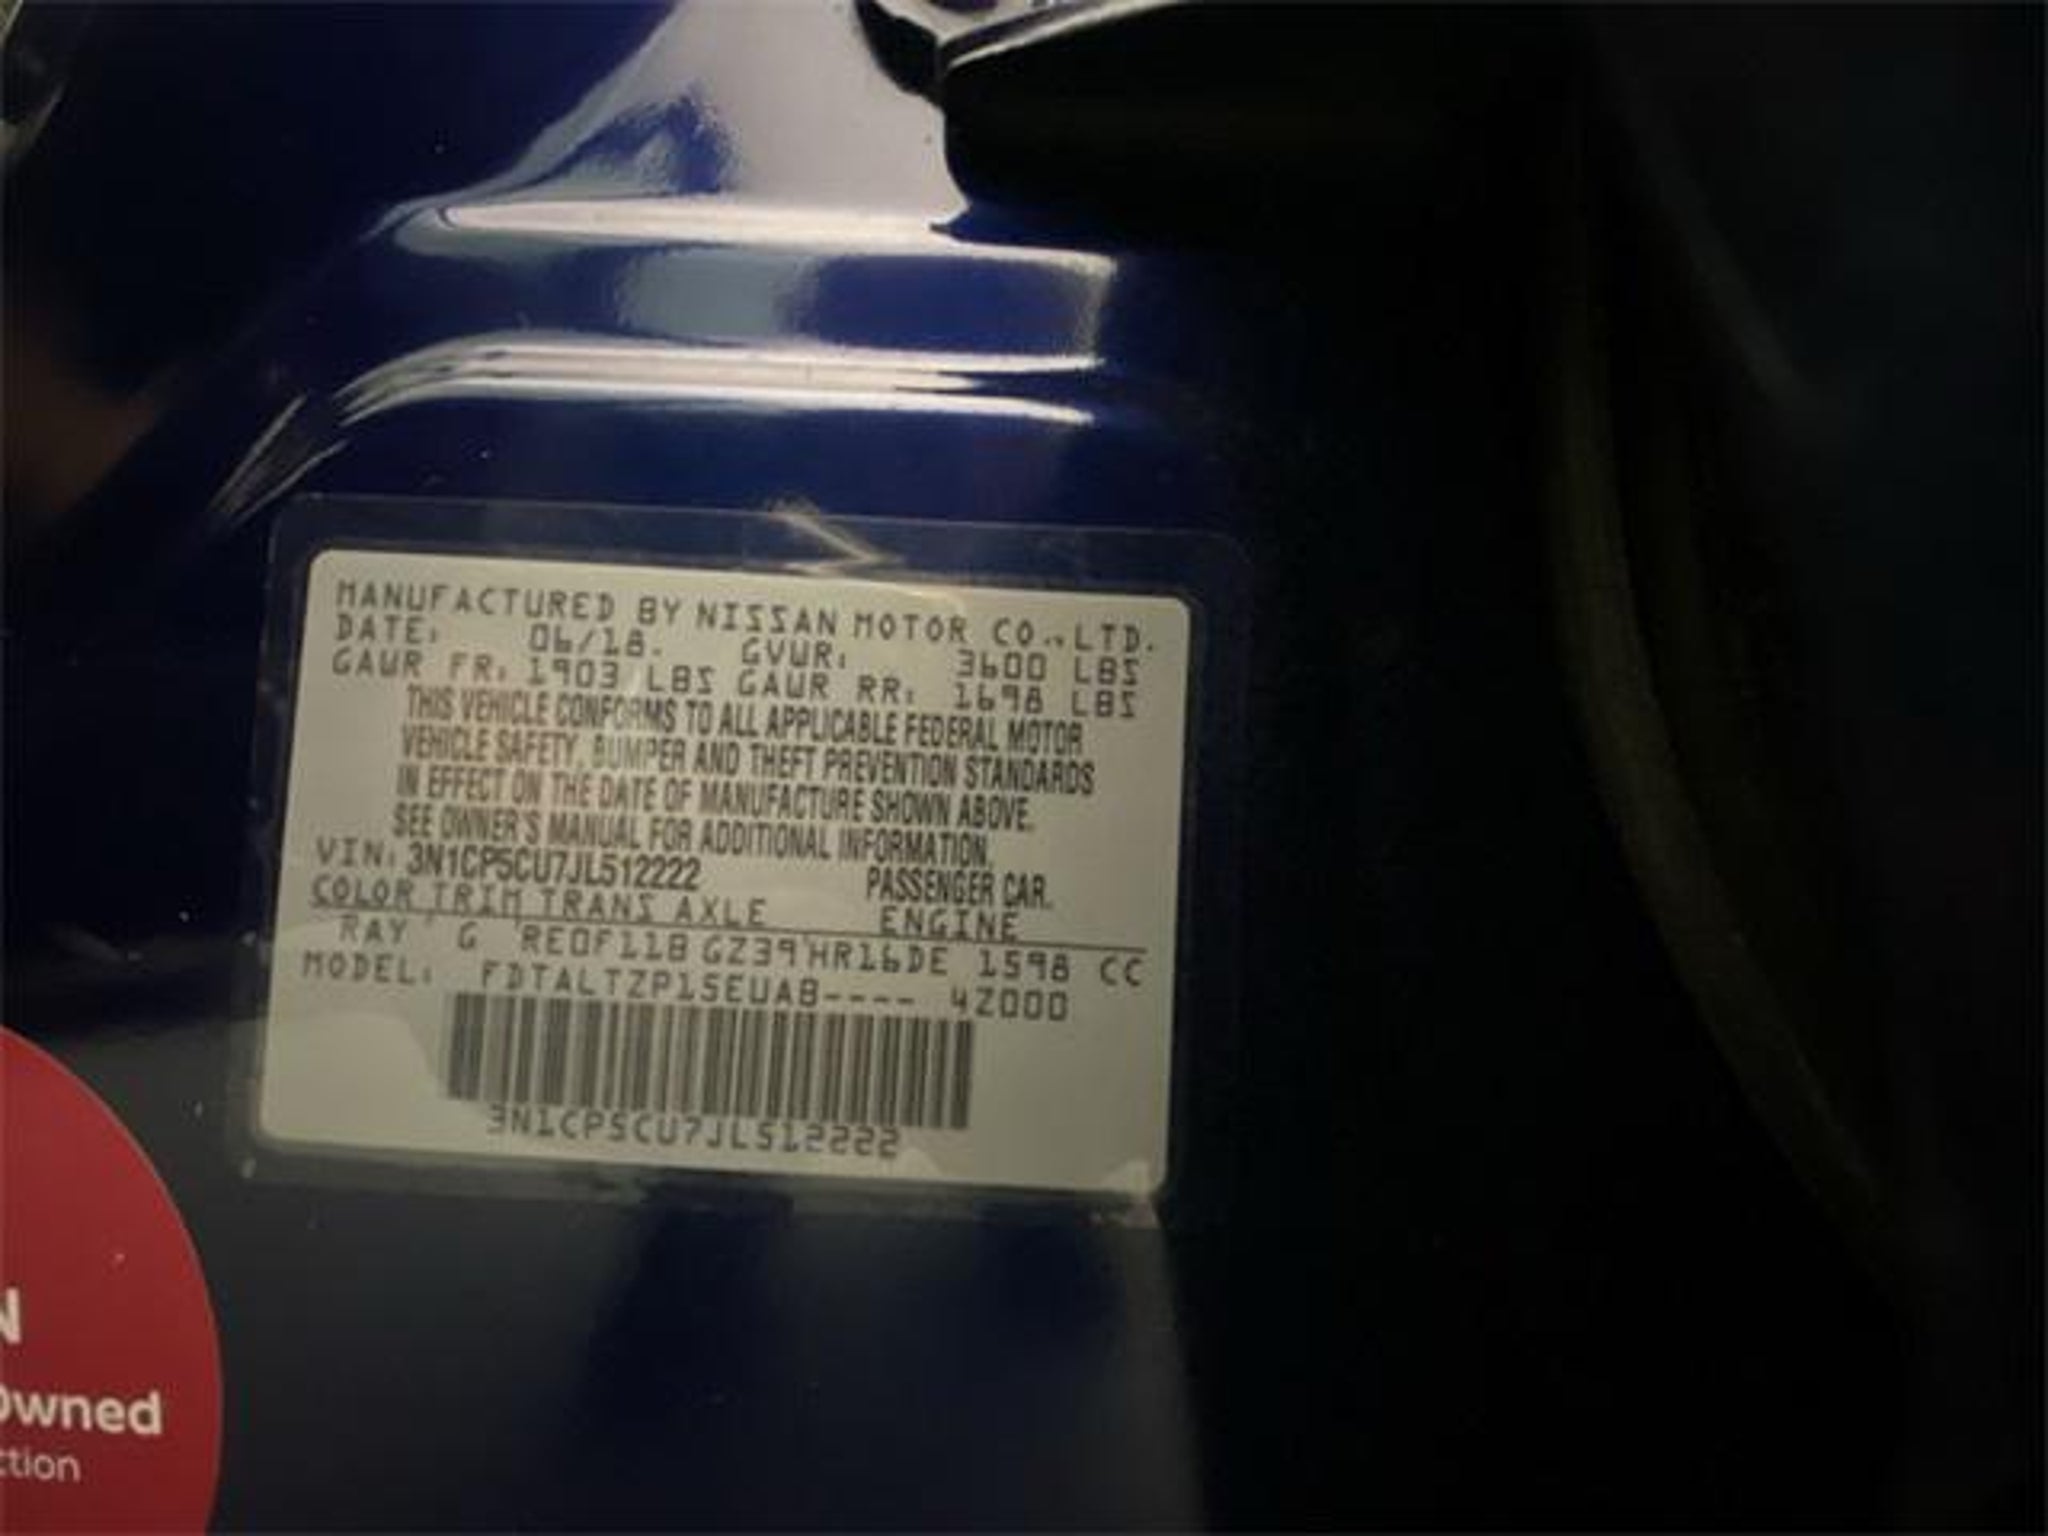 MANUFACTURED BY NISSAN MOTOR CO.,LTD.
DATE: 06/18. GVWR: 3600 LBS
GAWR FR: 1903 LBS GAWR RR: 1698 LBS
THIS VEHICLE CONFORMS TO ALL APPLICABLE FEDERAL MOTOR
VEHICLE SAFETY, BUMPER AND THEFT PREVENTION STANDARDS
IN EFFECT ON THE DATE OF MANUFACTURE SHOWN ABOVE.
SEE OWNER'S MANUAL FOR ADDITIONAL INFORMATION.
VIN: 3N1CP5CU7JL512222 PASSENGER CAR.
COLOR TRIM TRANS AXLE ENGINE
RAY G RE0F11B GZ39 HR16DE 1598 CC
MODEL: FDTALTZP15EUAB---- 4Z000
3N1CP5CU7JL512222
N
Owned
ction